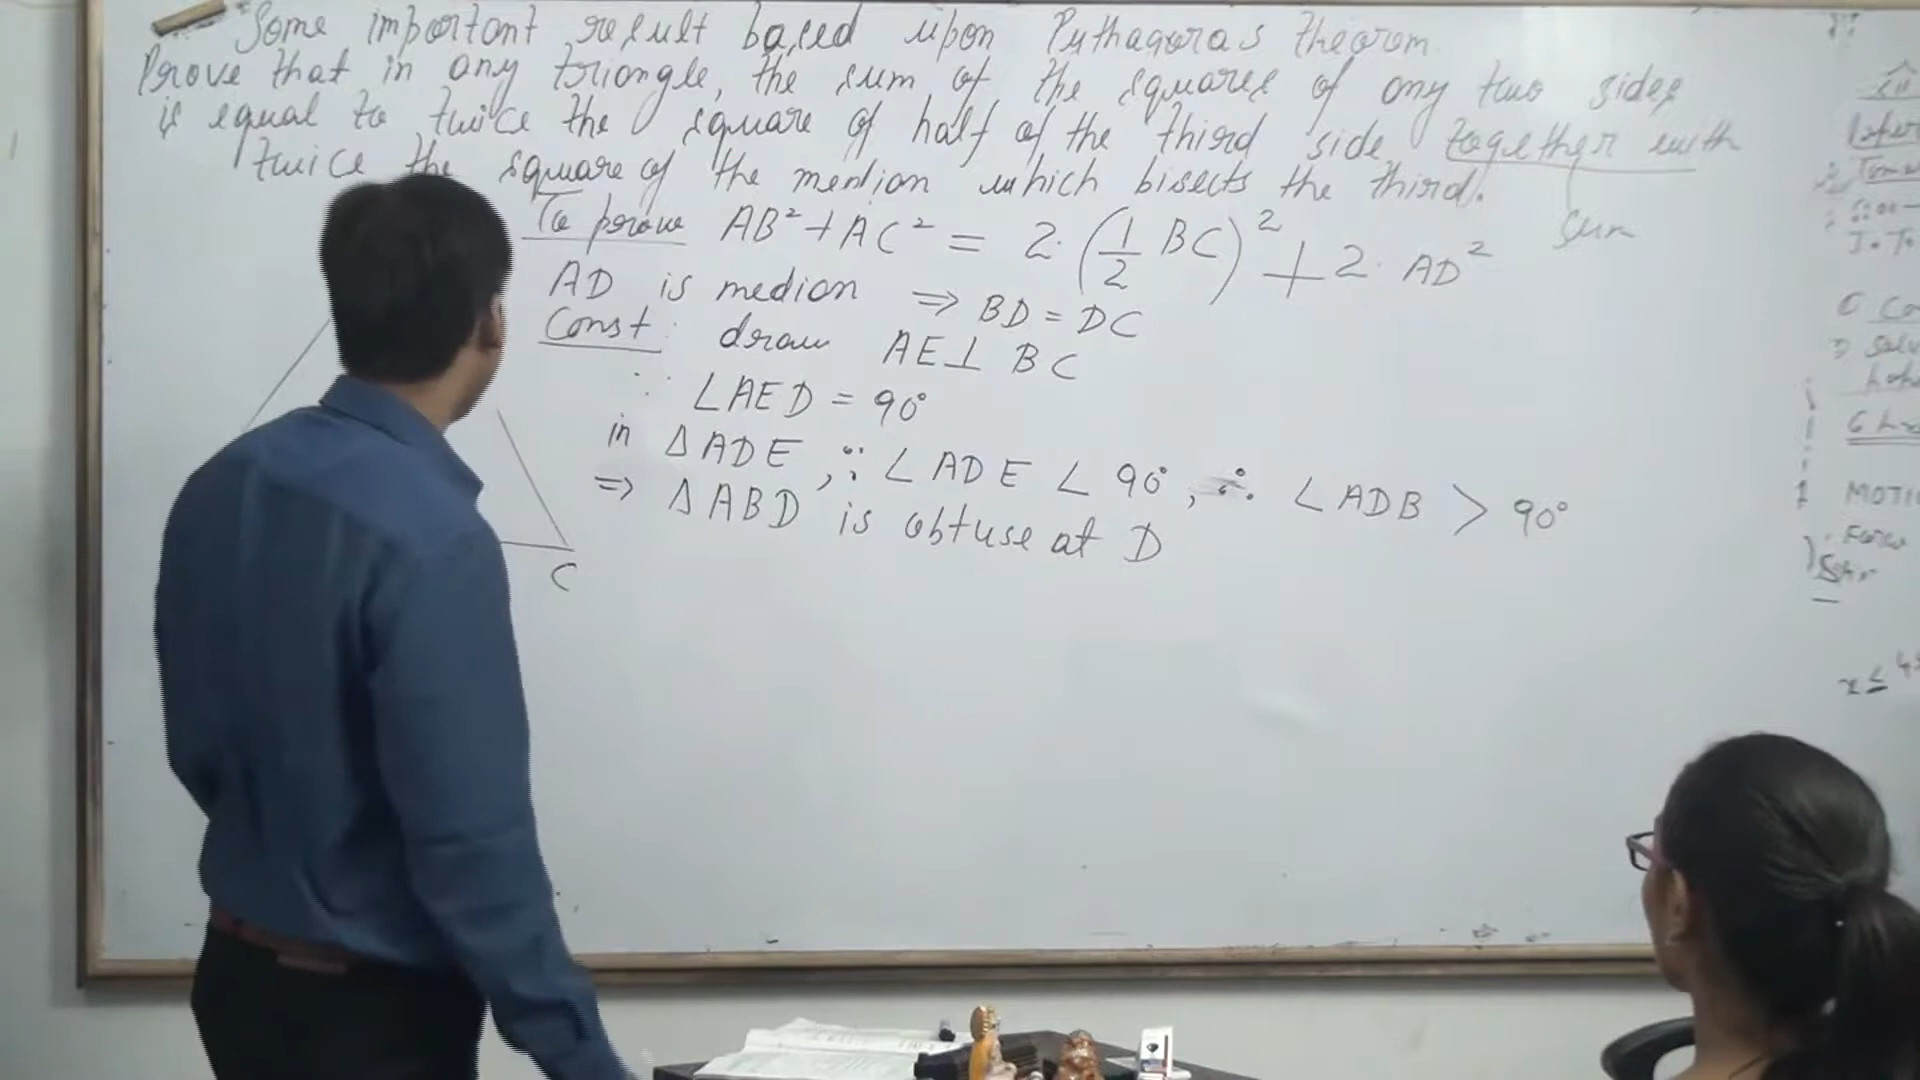 Some important result based upon Pythagoras theorem.
Prove that in any triangle, the sum of the squares of any two sides
is equal to twice the square of half of the third side together with
twice the square of the median which bisects the third.
sum
To prove AB² + AC² = 2·(1/2 BC)² + 2·AD²
AD is median ⇒ BD = DC
Const: draw AE⊥ BC
∵ ∠AED = 90°
in ΔADE, ∵ ∠ADE < 90°, ∴ ∠ADB > 90°
⇒ ΔABD is obtuse at D
C
MOTIO
x ≤